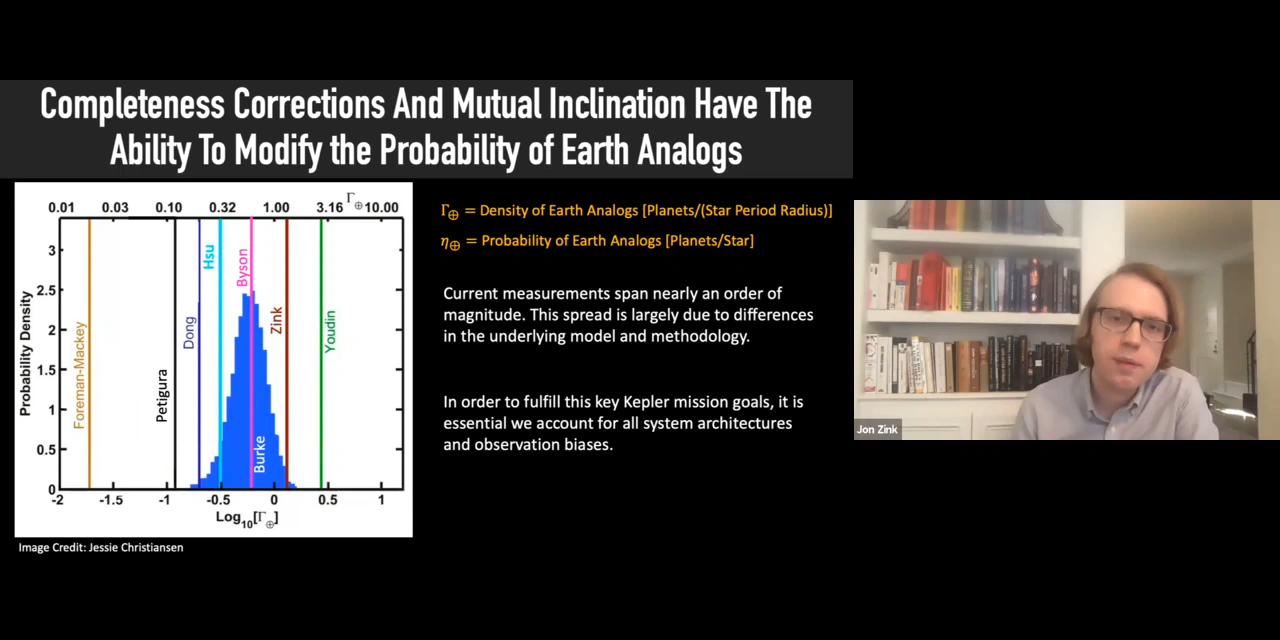 Completeness Corrections And Mutual Inclination Have The
Ability To Modify the Probability of Earth Analogs
0.01 0.03 0.10 0.32 1.00 3.16 Γ⊕ 10.00
Probability Density
3
2.5
2
1.5
1
0.5
0
Foreman-Mackey
Petigura
Dong
Hsu
Byson
Burke
Zink
Youdin
-2 -1.5 -1 -0.5 0 0.5 1
Log10[Γ⊕]
Image Credit: Jessie Christiansen
Γ⊕ = Density of Earth Analogs [Planets/(Star Period Radius)]
η⊕ = Probability of Earth Analogs [Planets/Star]
Current measurements span nearly an order of
magnitude. This spread is largely due to differences
in the underlying model and methodology.
In order to fulfill this key Kepler mission goals, it is
essential we account for all system architectures
and observation biases.
Jon Zink